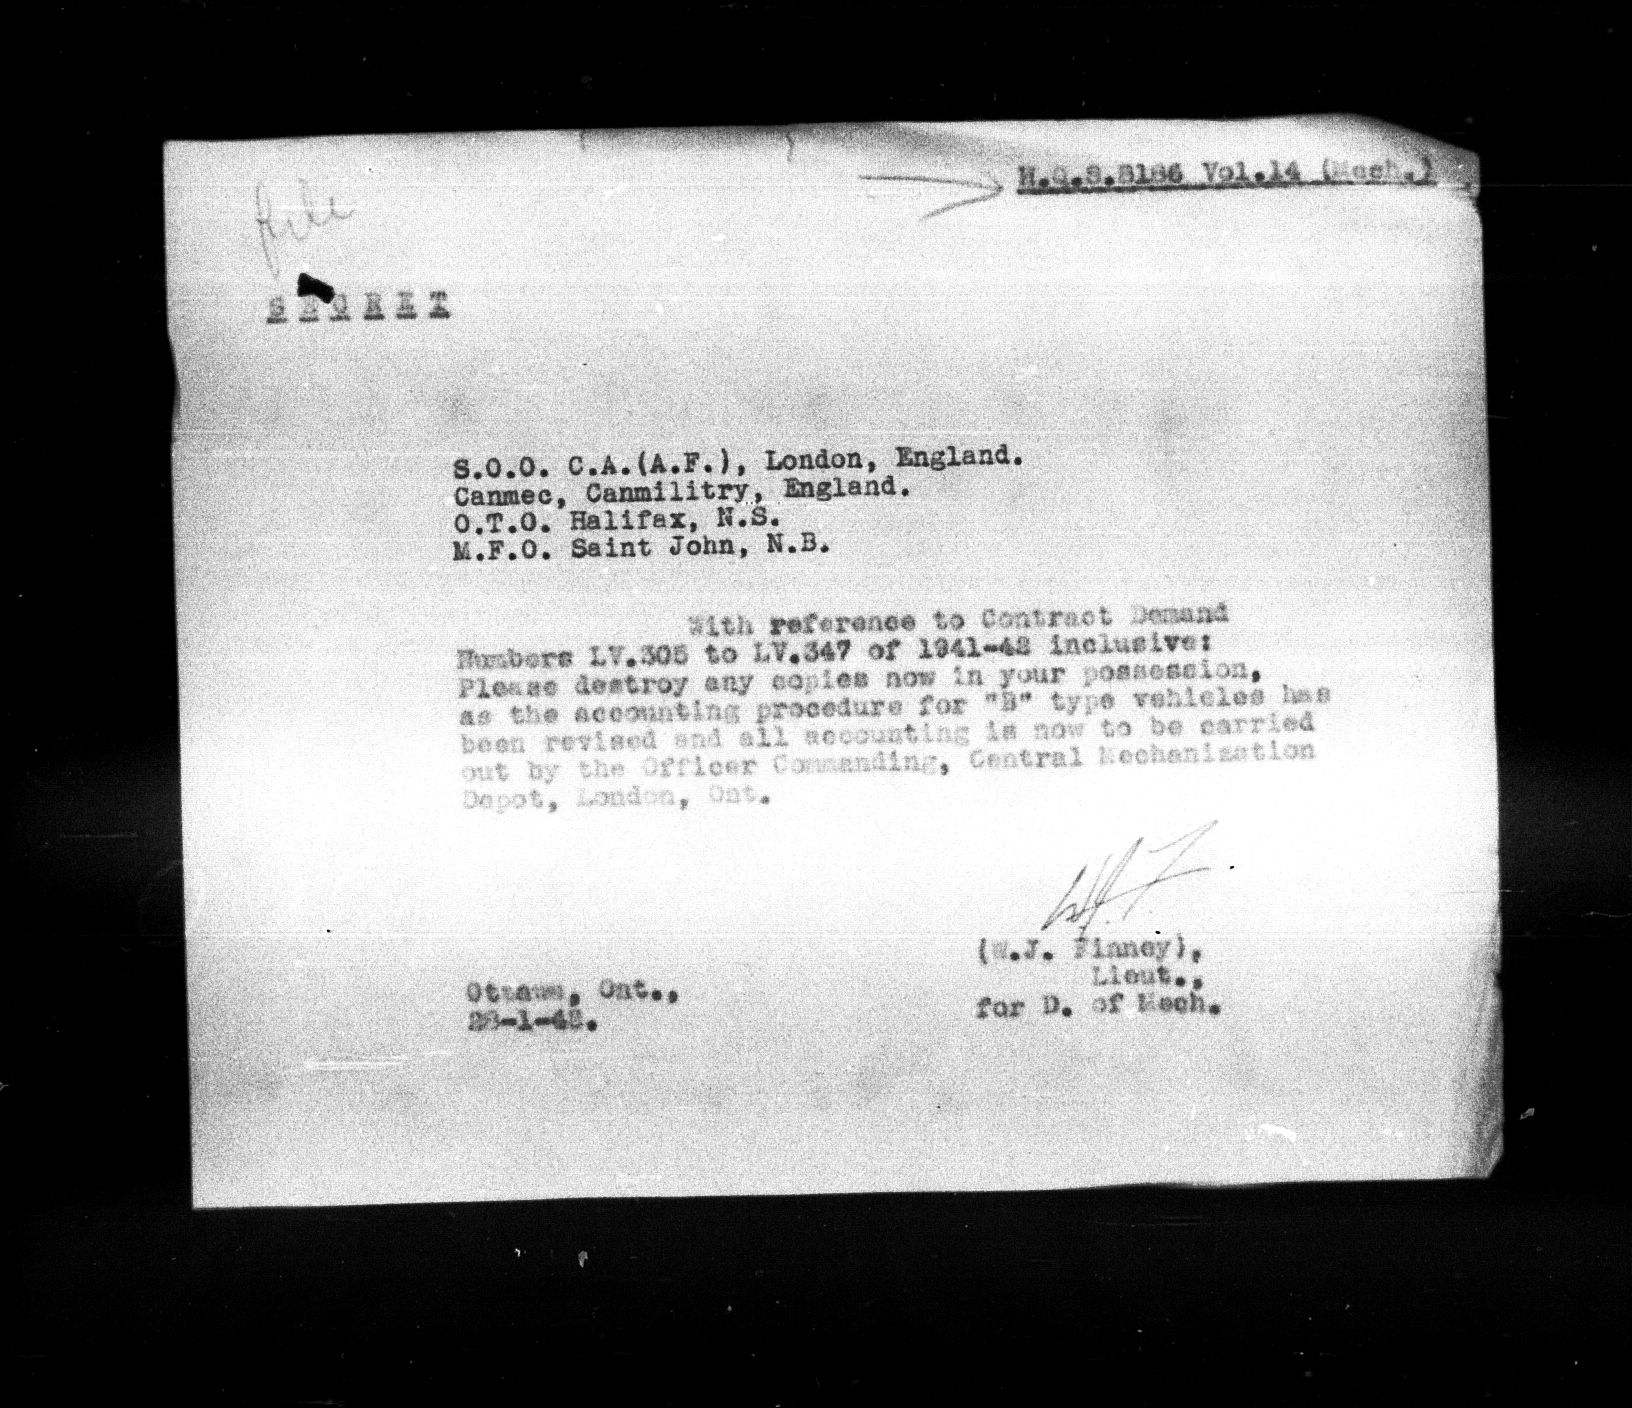 H.Q.S.8186 Vol.14 (Mech.)
file
S E C R E T
S.O.O. C.A.(A.F.), London, England.
Canmec, Canmilitry, England.
O.T.O. Halifax, N.S.
M.F.O. Saint John, N.B.
With reference to Contract Demand
Numbers LV.305 to LV.347 of 1941-42 inclusive:
Please destroy any copies now in your possession,
as the accounting procedure for "B" type vehicles has
been revised and all accounting is now to be carried
out by the Officer Commanding, Central Mechanization
Depot, London, Ont.
(W.J. Finney),
Lieut.,
for D. of Mech.
Ottawa, Ont.,
28-1-42.